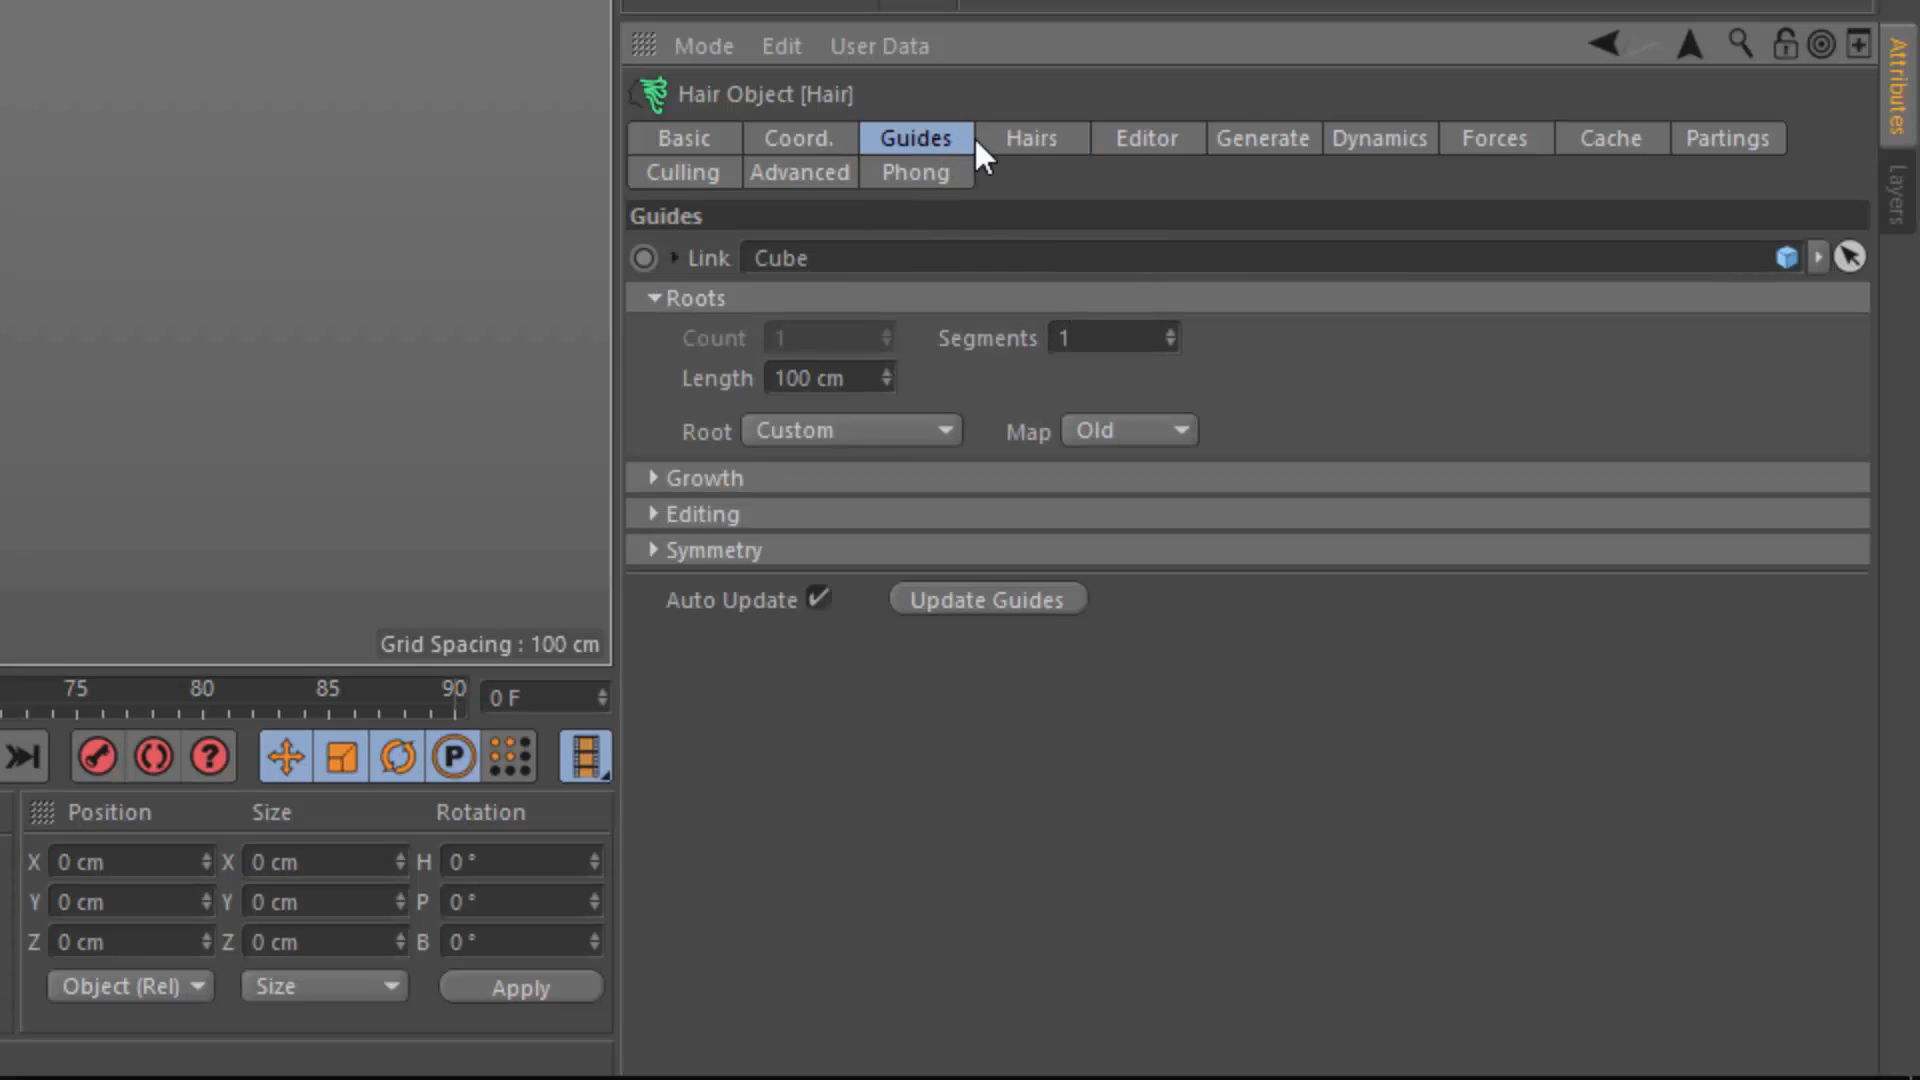 Mode Edit User Data
Hair Object [Hair]
Basic Coord. Guides Hairs Editor Generate Dynamics Forces Cache Partings
Culling Advanced Phong
Guides
Link Cube
Roots
Count 1 Segments 1
Length 100 cm
Root Custom Map Old
Growth
Editing
Symmetry
Auto Update Update Guides
Attributes
Layers
Grid Spacing : 100 cm
75 80 85 90 0 F
P
Position Size Rotation
X 0 cm X 0 cm H 0 °
Y 0 cm Y 0 cm P 0 °
Z 0 cm Z 0 cm B 0 °
Object (Rel) Size Apply